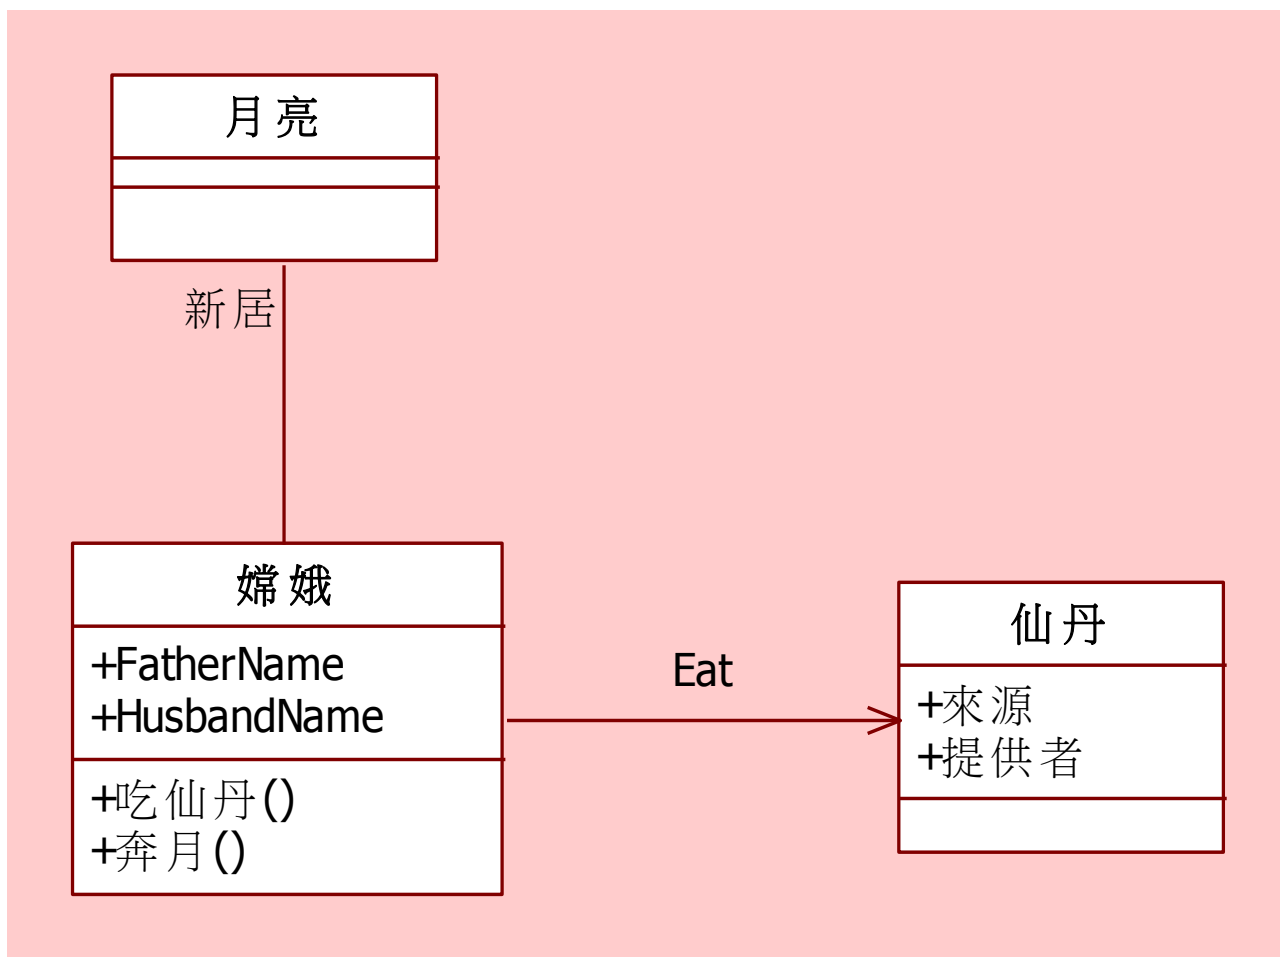 月亮
新居
嫦娥
+FatherName
+HusbandName
+吃仙丹()
+奔月()
Eat
仙丹
+來源
+提供者